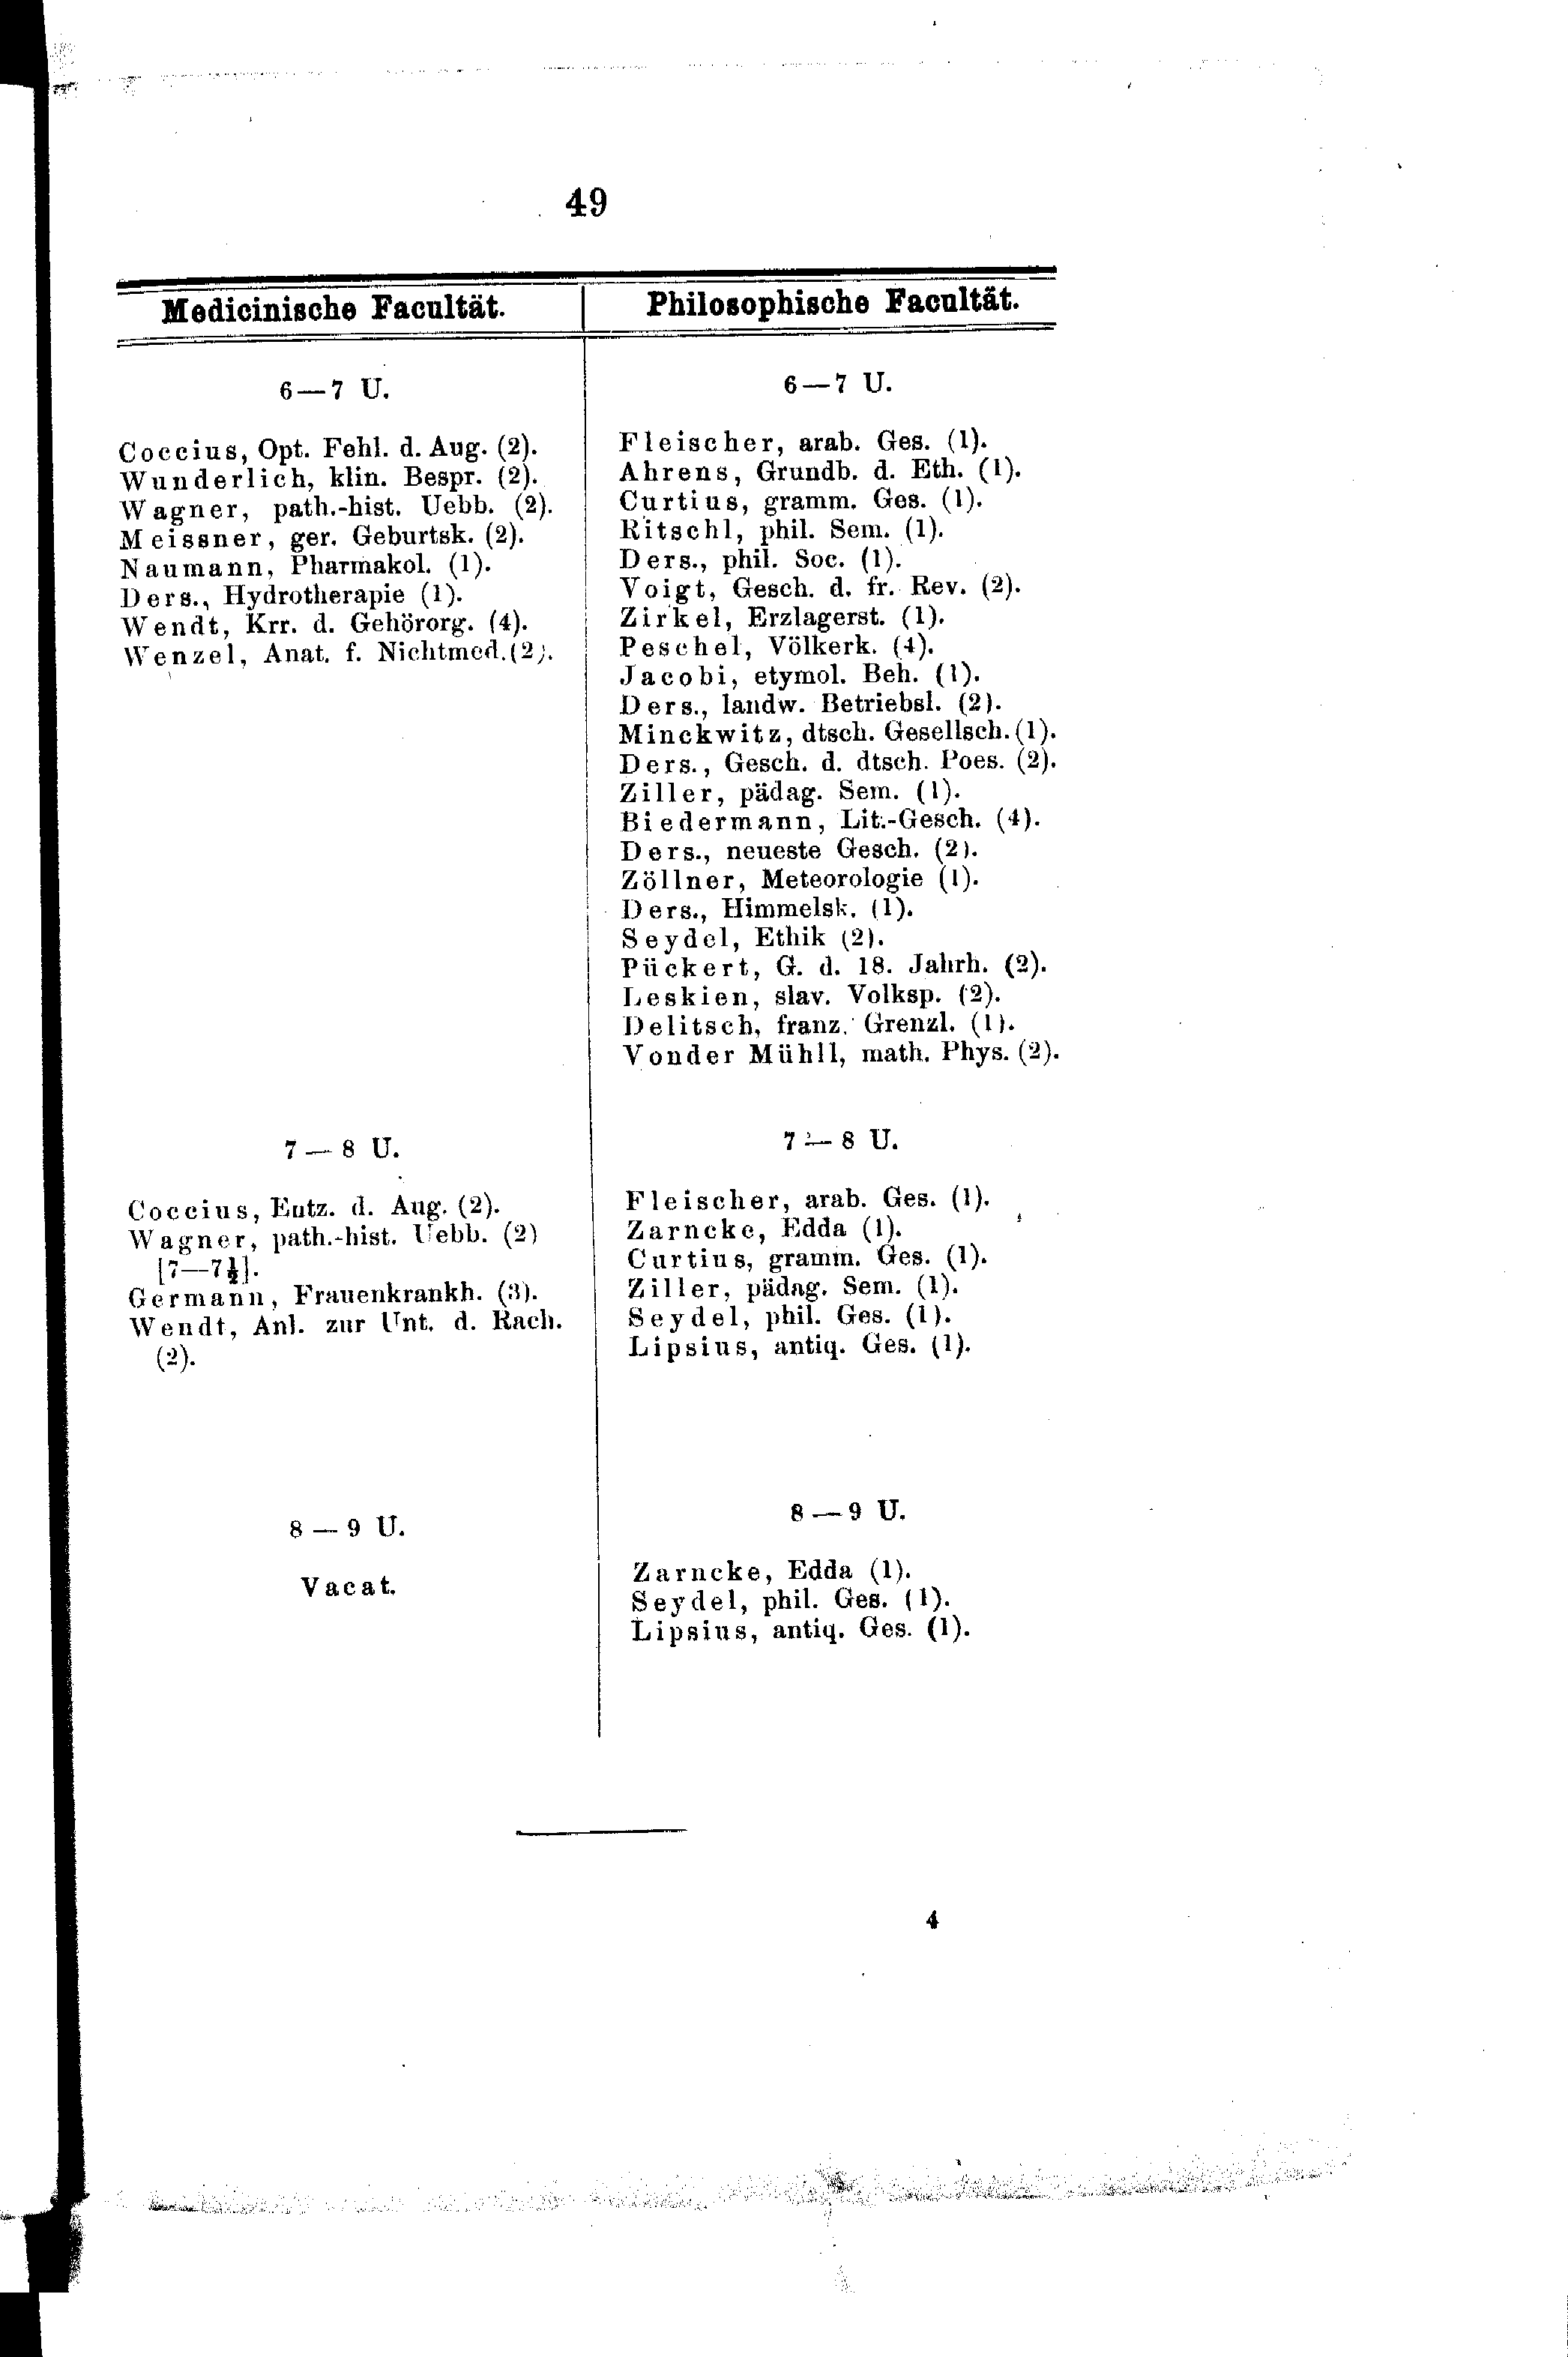 49
Medicinische Facultät.
6—7 U.
Coccius, Opt. Fehl. d. Aug. (2).
Wunderlich, klin. Bespr. (2).
Wagner, path.-hist. Uebb. (2).
Meissner, ger. Geburtsk. (2).
Naumann, Pharmakol. (1).
Ders., Hydrotherapie (1).
Wendt, Krr. d. Gehörorg. (4).
Wenzel, Anat. f. Nichtmed. (2).
7—8 U.
Coccius, Entz. d. Aug. (2).
Wagner, path.-hist. Uebb. (2)
[7—7½].
Germann, Frauenkrankh. (3).
Wendt, Anl. zur Unt. d. Rach.
(2).
8—9 U.
Vacat.
Philosophische Facultät.
6—7 U.
Fleischer, arab. Ges. (1).
Ahrens, Grundb. d. Eth. (1).
Curtius, gramm. Ges. (1).
Ritschl, phil. Sem. (1).
Ders., phil. Soc. (1).
Voigt, Gesch. d. fr. Rev. (2).
Zirkel, Erzlagerst. (1).
Peschel, Völkerk. (4).
Jacobi, etymol. Beh. (1).
Ders., landw. Betriebsl. (2).
Minckwitz, dtsch. Gesellsch. (1).
Ders., Gesch. d. dtsch. Poes. (2).
Ziller, pädag. Sem. (1).
Biedermann, Lit.-Gesch. (4).
Ders., neueste Gesch. (2).
Zöllner, Meteorologie (1).
Ders., Himmelsk. (1).
Seydel, Ethik (2).
Pückert, G. d. 18. Jahrh. (2).
Leskien, slav. Volksp. (2).
Delitsch, franz. Grenzl. (1).
Vonder Mühll, math. Phys. (2).
7—8 U.
Fleischer, arab. Ges. (1).
Zarncke, Edda (1).
Curtius, gramm. Ges. (1).
Ziller, pädag. Sem. (1).
Seydel, phil. Ges. (1).
Lipsius, antiq. Ges. (1).
8—9 U.
Zarncke, Edda (1).
Seydel, phil. Ges. (1).
Lipsius, antiq. Ges. (1).
4